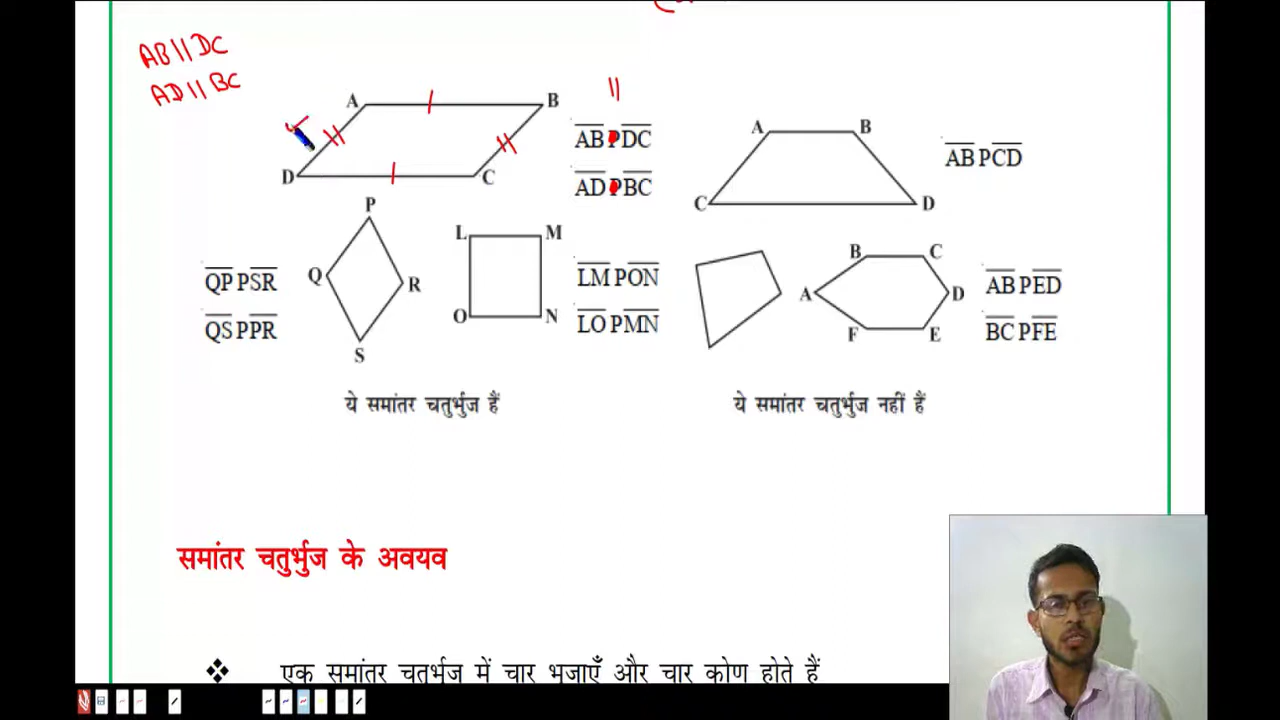 AB || DC
AD || BC
A B
D C
||
AB P DC
AD P BC
A B
C D
AB P CD
P
Q R
S
QP P SR
QS P PR
L M
O N
LM P ON
LO P MN
B C
A D
F E
AB P ED
BC P FE
ये समांतर चतुर्भुज हैं
ये समांतर चतुर्भुज नहीं हैं
समांतर चतुर्भुज के अवयव
❖ एक समांतर चतुर्भुज में चार भुजाएँ और चार कोण होते हैं